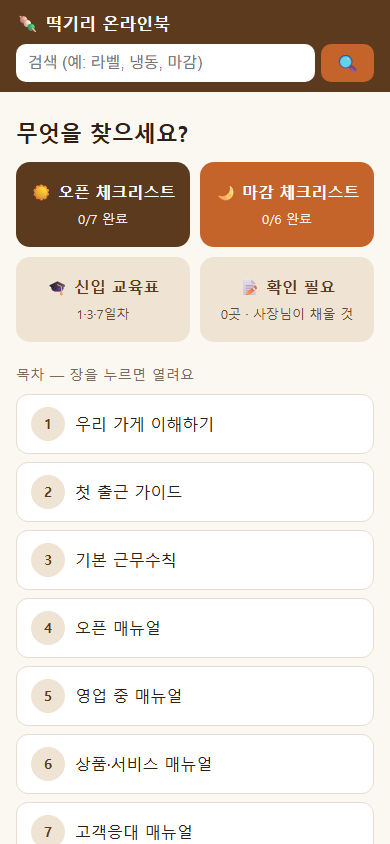 떡기리 온라인북
검색 (예: 라벨, 냉동, 마감)
무엇을 찾으세요?
오픈 체크리스트
0/7 완료
마감 체크리스트
0/6 완료
신입 교육표
1·3·7일차
확인 필요
0곳 · 사장님이 채울 것
목차 — 장을 누르면 열려요
1 우리 가게 이해하기
2 첫 출근 가이드
3 기본 근무수칙
4 오픈 매뉴얼
5 영업 중 매뉴얼
6 상품·서비스 매뉴얼
7 고객응대 매뉴얼